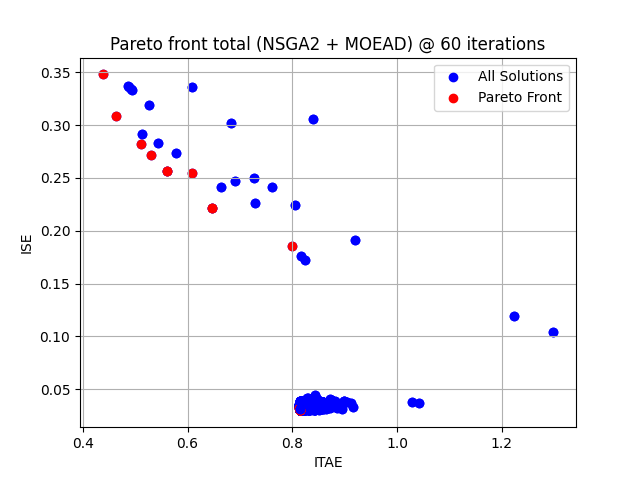 Pareto front total (NSGA2 + MOEAD) @ 60 iterations
All Solutions
Pareto Front
0.35
0.30
0.25
0.20
0.15
0.10
0.05
ISE
0.4
0.6
0.8
1.0
1.2
ITAE